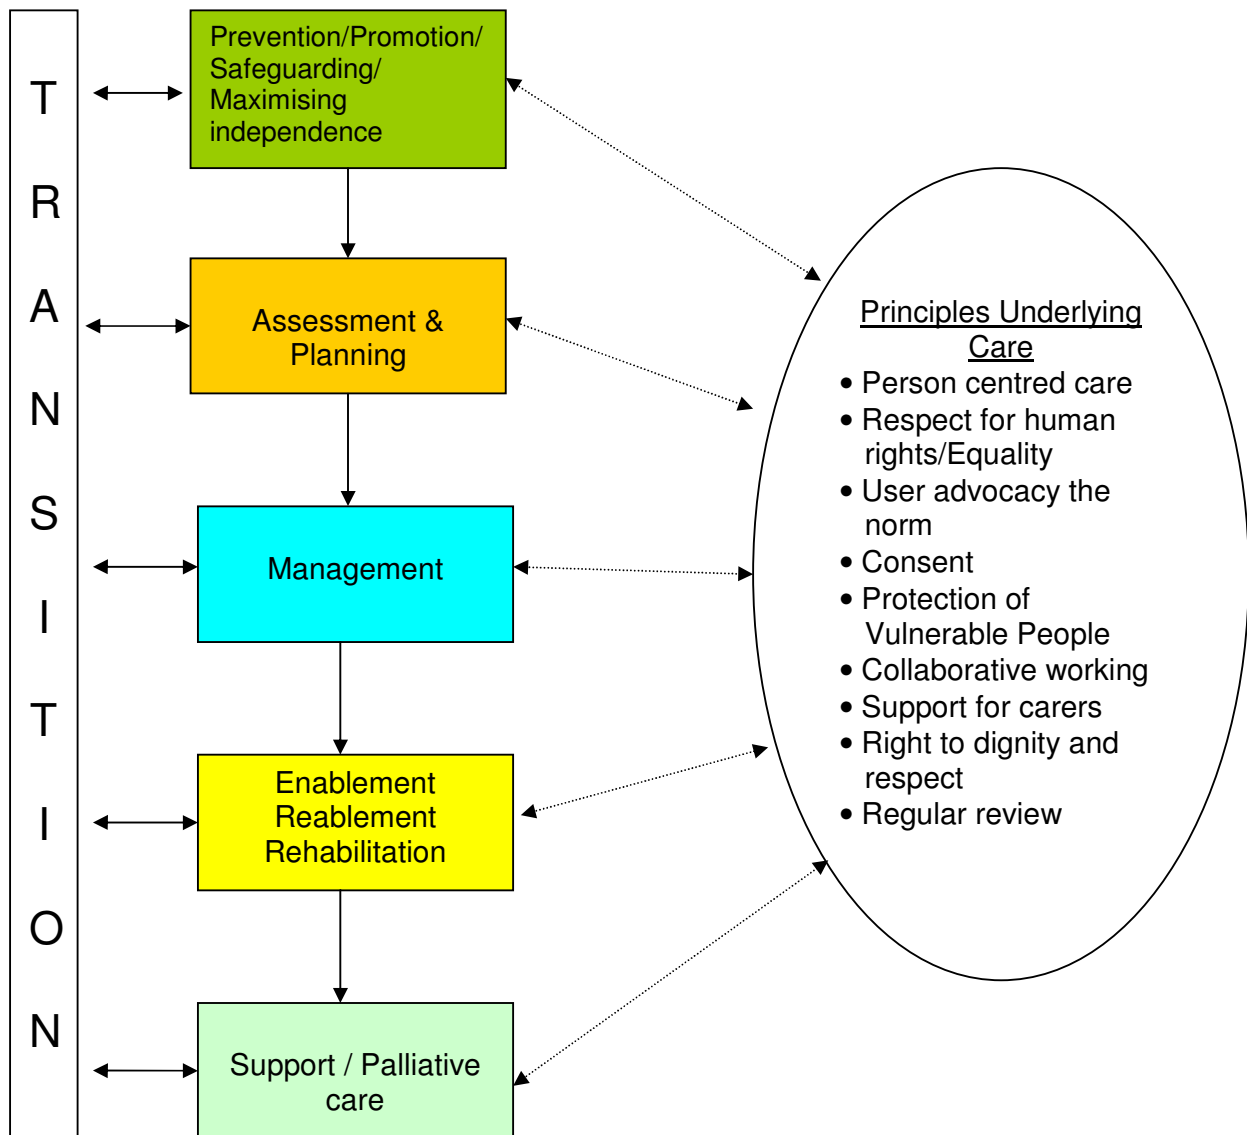 T
R
A
N
S
I
T
I
O
N
Prevention/Promotion/
Safeguarding/
Maximising
independence
Assessment &
Planning
Management
Enablement
Reablement
Rehabilitation
Support / Palliative
care
Principles Underlying
Care
• Person centred care
• Respect for human
rights/Equality
• User advocacy the
norm
• Consent
• Protection of
Vulnerable People
• Collaborative working
• Support for carers
• Right to dignity and
respect
• Regular review